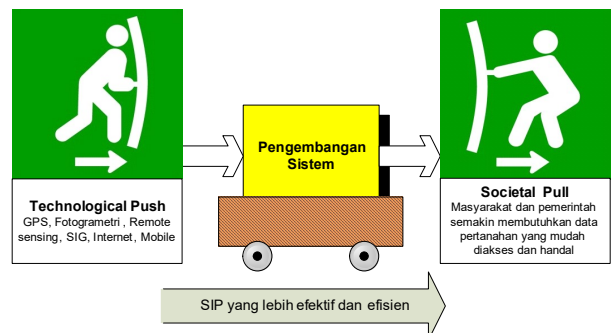 Technological Push
GPS, Fotogrametri , Remote
sensing, SIG, Internet, Mobile
Pengembangan
Sistem
Societal Pull
Masyarakat dan pemerintah
semakin membutuhkan data
pertanahan yang mudah
diakses dan handal
SIP yang lebih efektif dan efisien